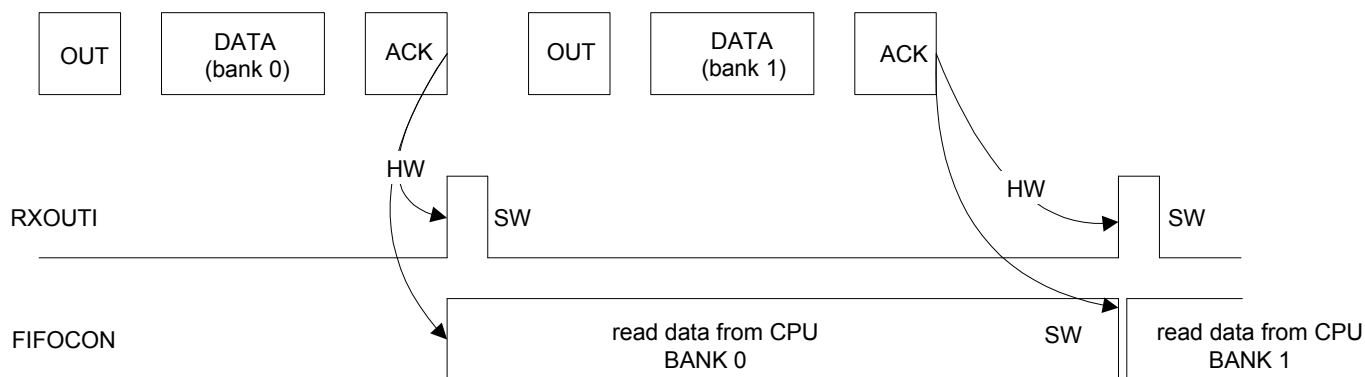 OUT
DATA
(bank 0)
ACK
OUT
DATA
(bank 1)
ACK
HW
HW
RXOUTI
SW
SW
FIFOCON
read data from CPU
BANK 0
SW
read data from CPU
BANK 1